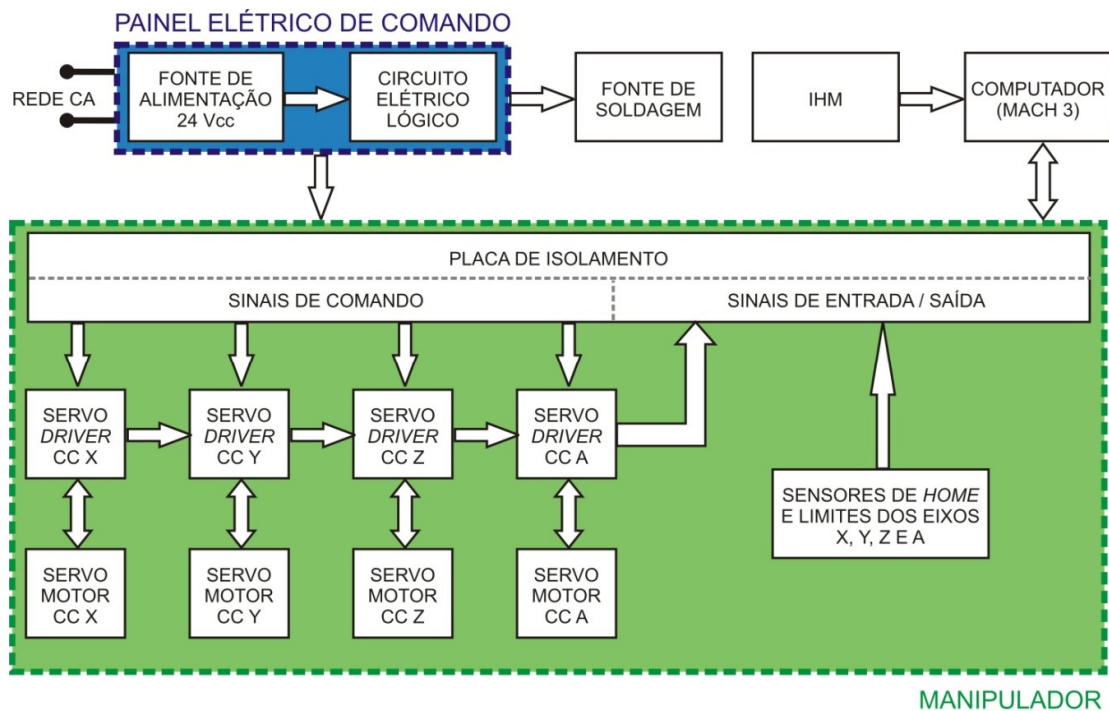 PAINEL ELÉTRICO DE COMANDO
REDE CA
FONTE DE
ALIMENTAÇÃO
24 Vcc
CIRCUITO
ELÉTRICO
LÓGICO
FONTE DE
SOLDAGEM
IHM
COMPUTADOR
(MACH 3)
PLACA DE ISOLAMENTO
SINAIS DE COMANDO
SINAIS DE ENTRADA / SAÍDA
SERVO
DRIVER
CC X
SERVO
DRIVER
CC Y
SERVO
DRIVER
CC Z
SERVO
DRIVER
CC A
SENSORES DE HOME
E LIMITES DOS EIXOS
X, Y, Z E A
SERVO
MOTOR
CC X
SERVO
MOTOR
CC Y
SERVO
MOTOR
CC Z
SERVO
MOTOR
CC A
MANIPULADOR